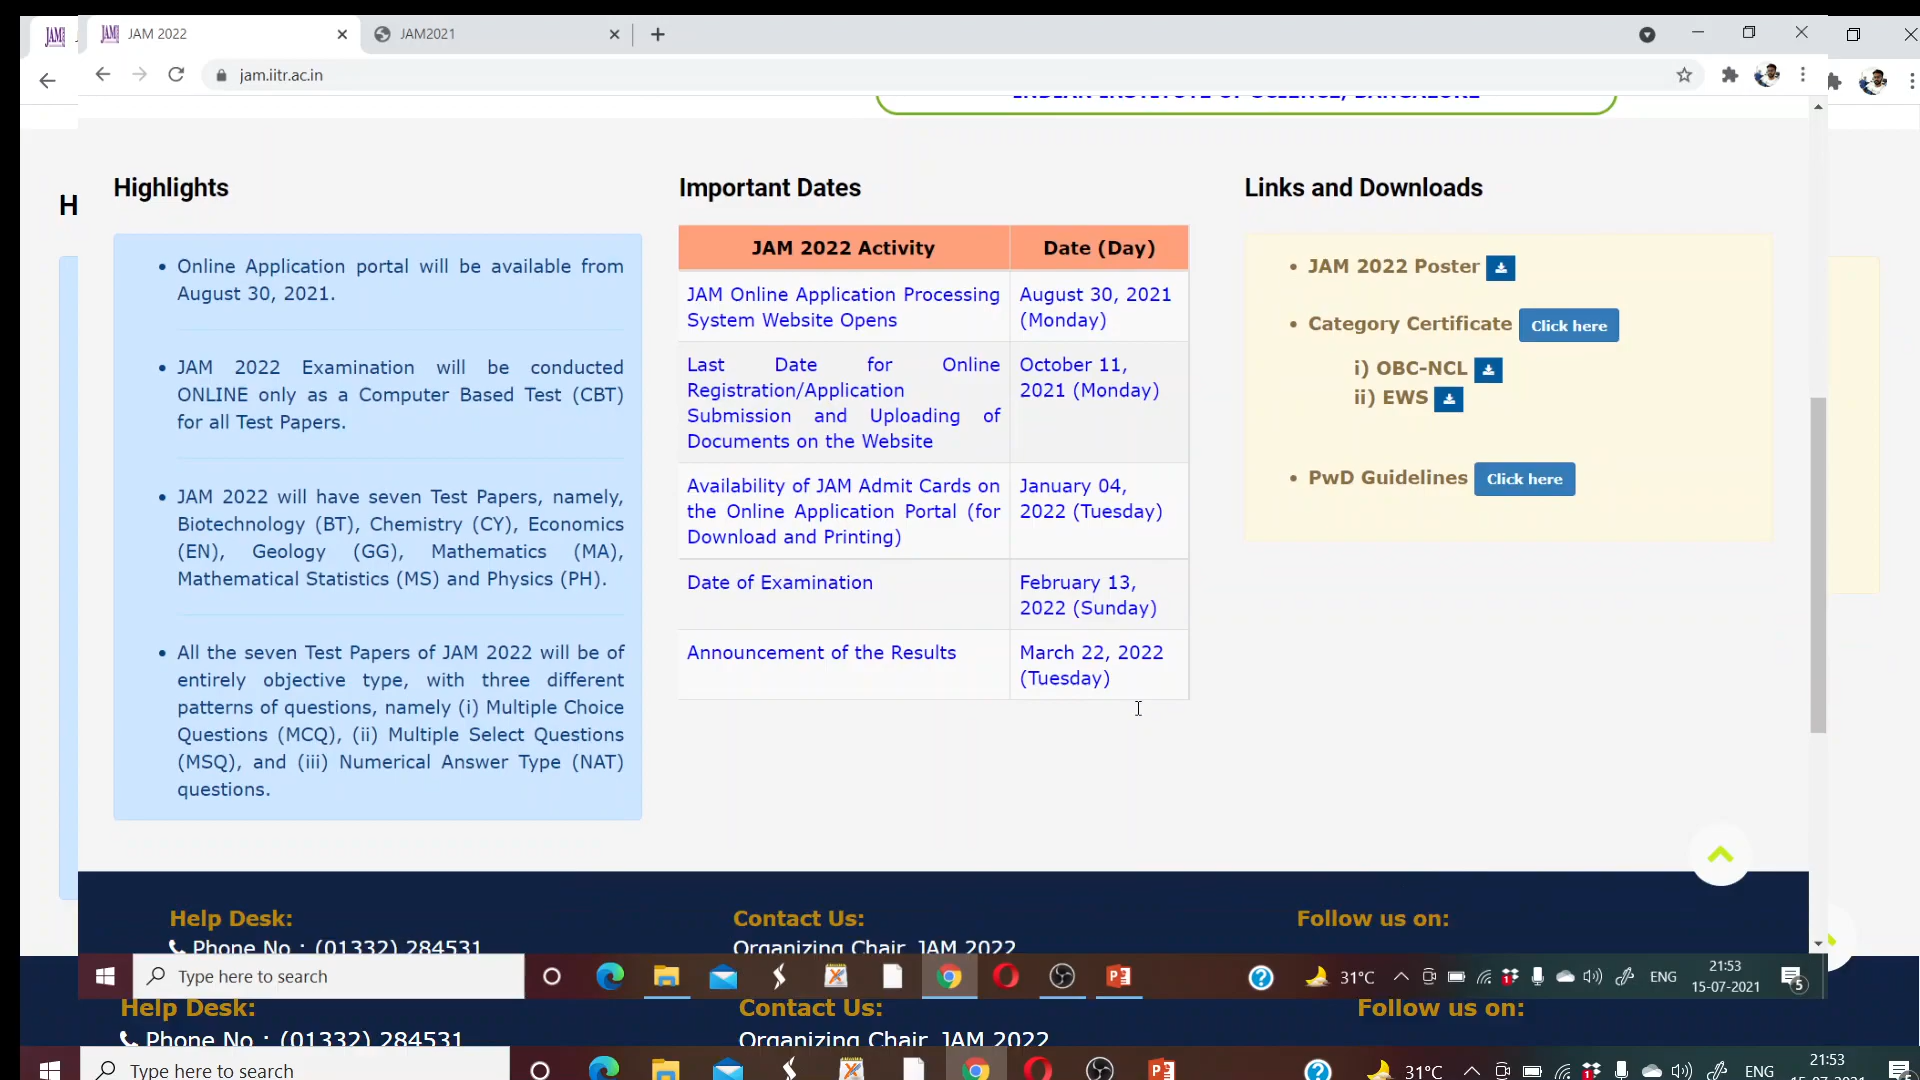 JAM 2022
JAM2021
jam.iitr.ac.in
INDIAN INSTITUTE OF SCIENCE, BANGALORE
Highlights
Online Application portal will be available from
August 30, 2021.
JAM 2022 Examination will be conducted
ONLINE only as a Computer Based Test (CBT)
for all Test Papers.
JAM 2022 will have seven Test Papers, namely,
Biotechnology (BT), Chemistry (CY), Economics
(EN), Geology (GG), Mathematics (MA),
Mathematical Statistics (MS) and Physics (PH).
All the seven Test Papers of JAM 2022 will be of
entirely objective type, with three different
patterns of questions, namely (i) Multiple Choice
Questions (MCQ), (ii) Multiple Select Questions
(MSQ), and (iii) Numerical Answer Type (NAT)
questions.
Important Dates
JAM 2022 Activity
Date (Day)
JAM Online Application Processing
System Website Opens
August 30, 2021
(Monday)
Last Date for Online
Registration/Application
Submission and Uploading of
Documents on the Website
October 11,
2021 (Monday)
Availability of JAM Admit Cards on
the Online Application Portal (for
Download and Printing)
January 04,
2022 (Tuesday)
Date of Examination
February 13,
2022 (Sunday)
Announcement of the Results
March 22, 2022
(Tuesday)
Links and Downloads
JAM 2022 Poster
Category Certificate Click here
i) OBC-NCL
ii) EWS
PwD Guidelines Click here
Help Desk:
Phone No : (01332) 284531
Contact Us:
Organizing Chair JAM 2022
Follow us on:
Type here to search
31°C
ENG
21:53
15-07-2021
5
Help Desk:
Phone No : (01332) 284531
Contact Us:
Organizing Chair JAM 2022
Follow us on:
Type here to search
31°C
ENG
21:53